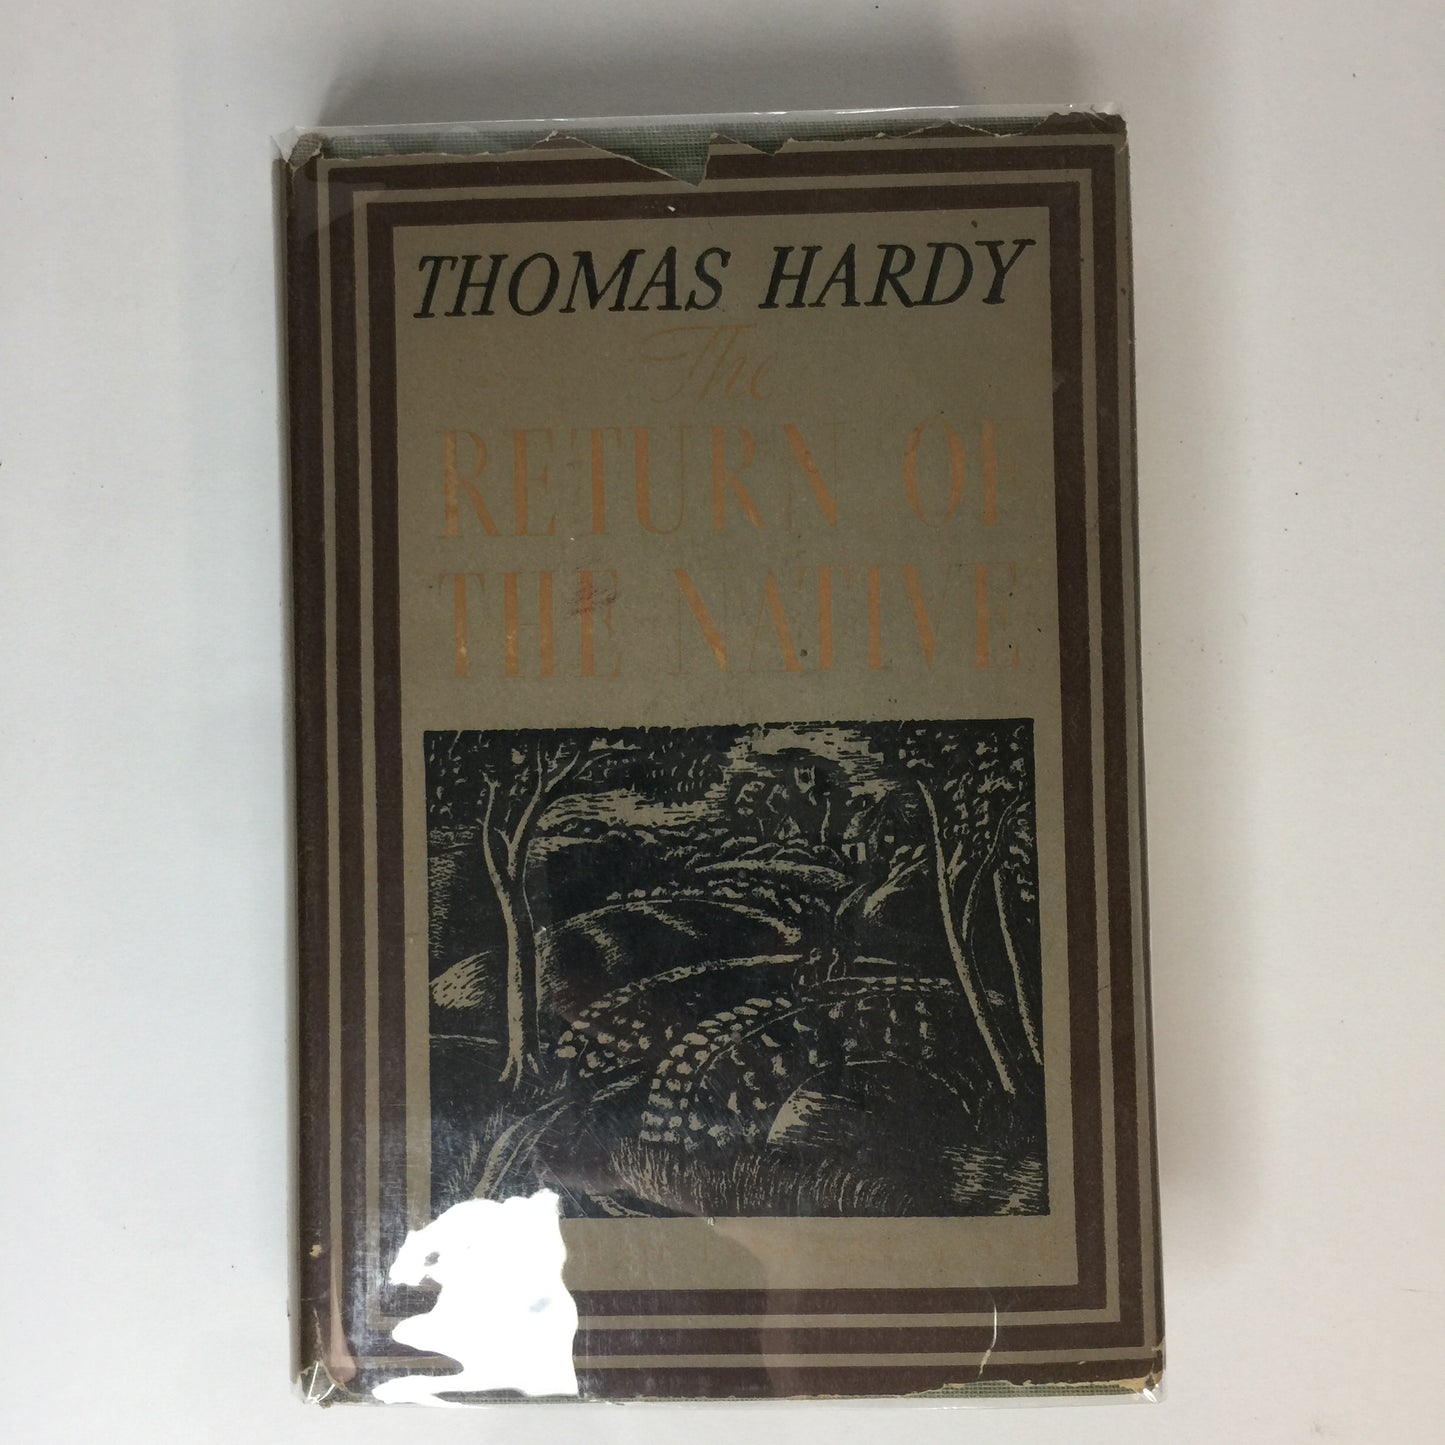 THOMAS HARDY
The
RETURN OF
THE NATIVE